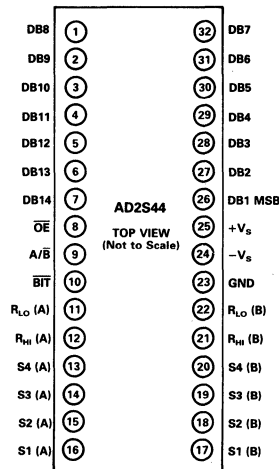 DB8 1 32 DB7
DB9 2 31 DB6
DB10 3 30 DB5
DB11 4 29 DB4
DB12 5 28 DB3
DB13 6 27 DB2
DB14 7 26 DB1 MSB
AD2S44
O̅E̅ 8 25 +Vs
TOP VIEW
(Not to Scale)
A/B̅ 9 24 −Vs
B̅I̅T̅ 10 23 GND
RLO (A) 11 22 RLO (B)
RHI (A) 12 21 RHI (B)
S4 (A) 13 20 S4 (B)
S3 (A) 14 19 S3 (B)
S2 (A) 15 18 S2 (B)
S1 (A) 16 17 S1 (B)